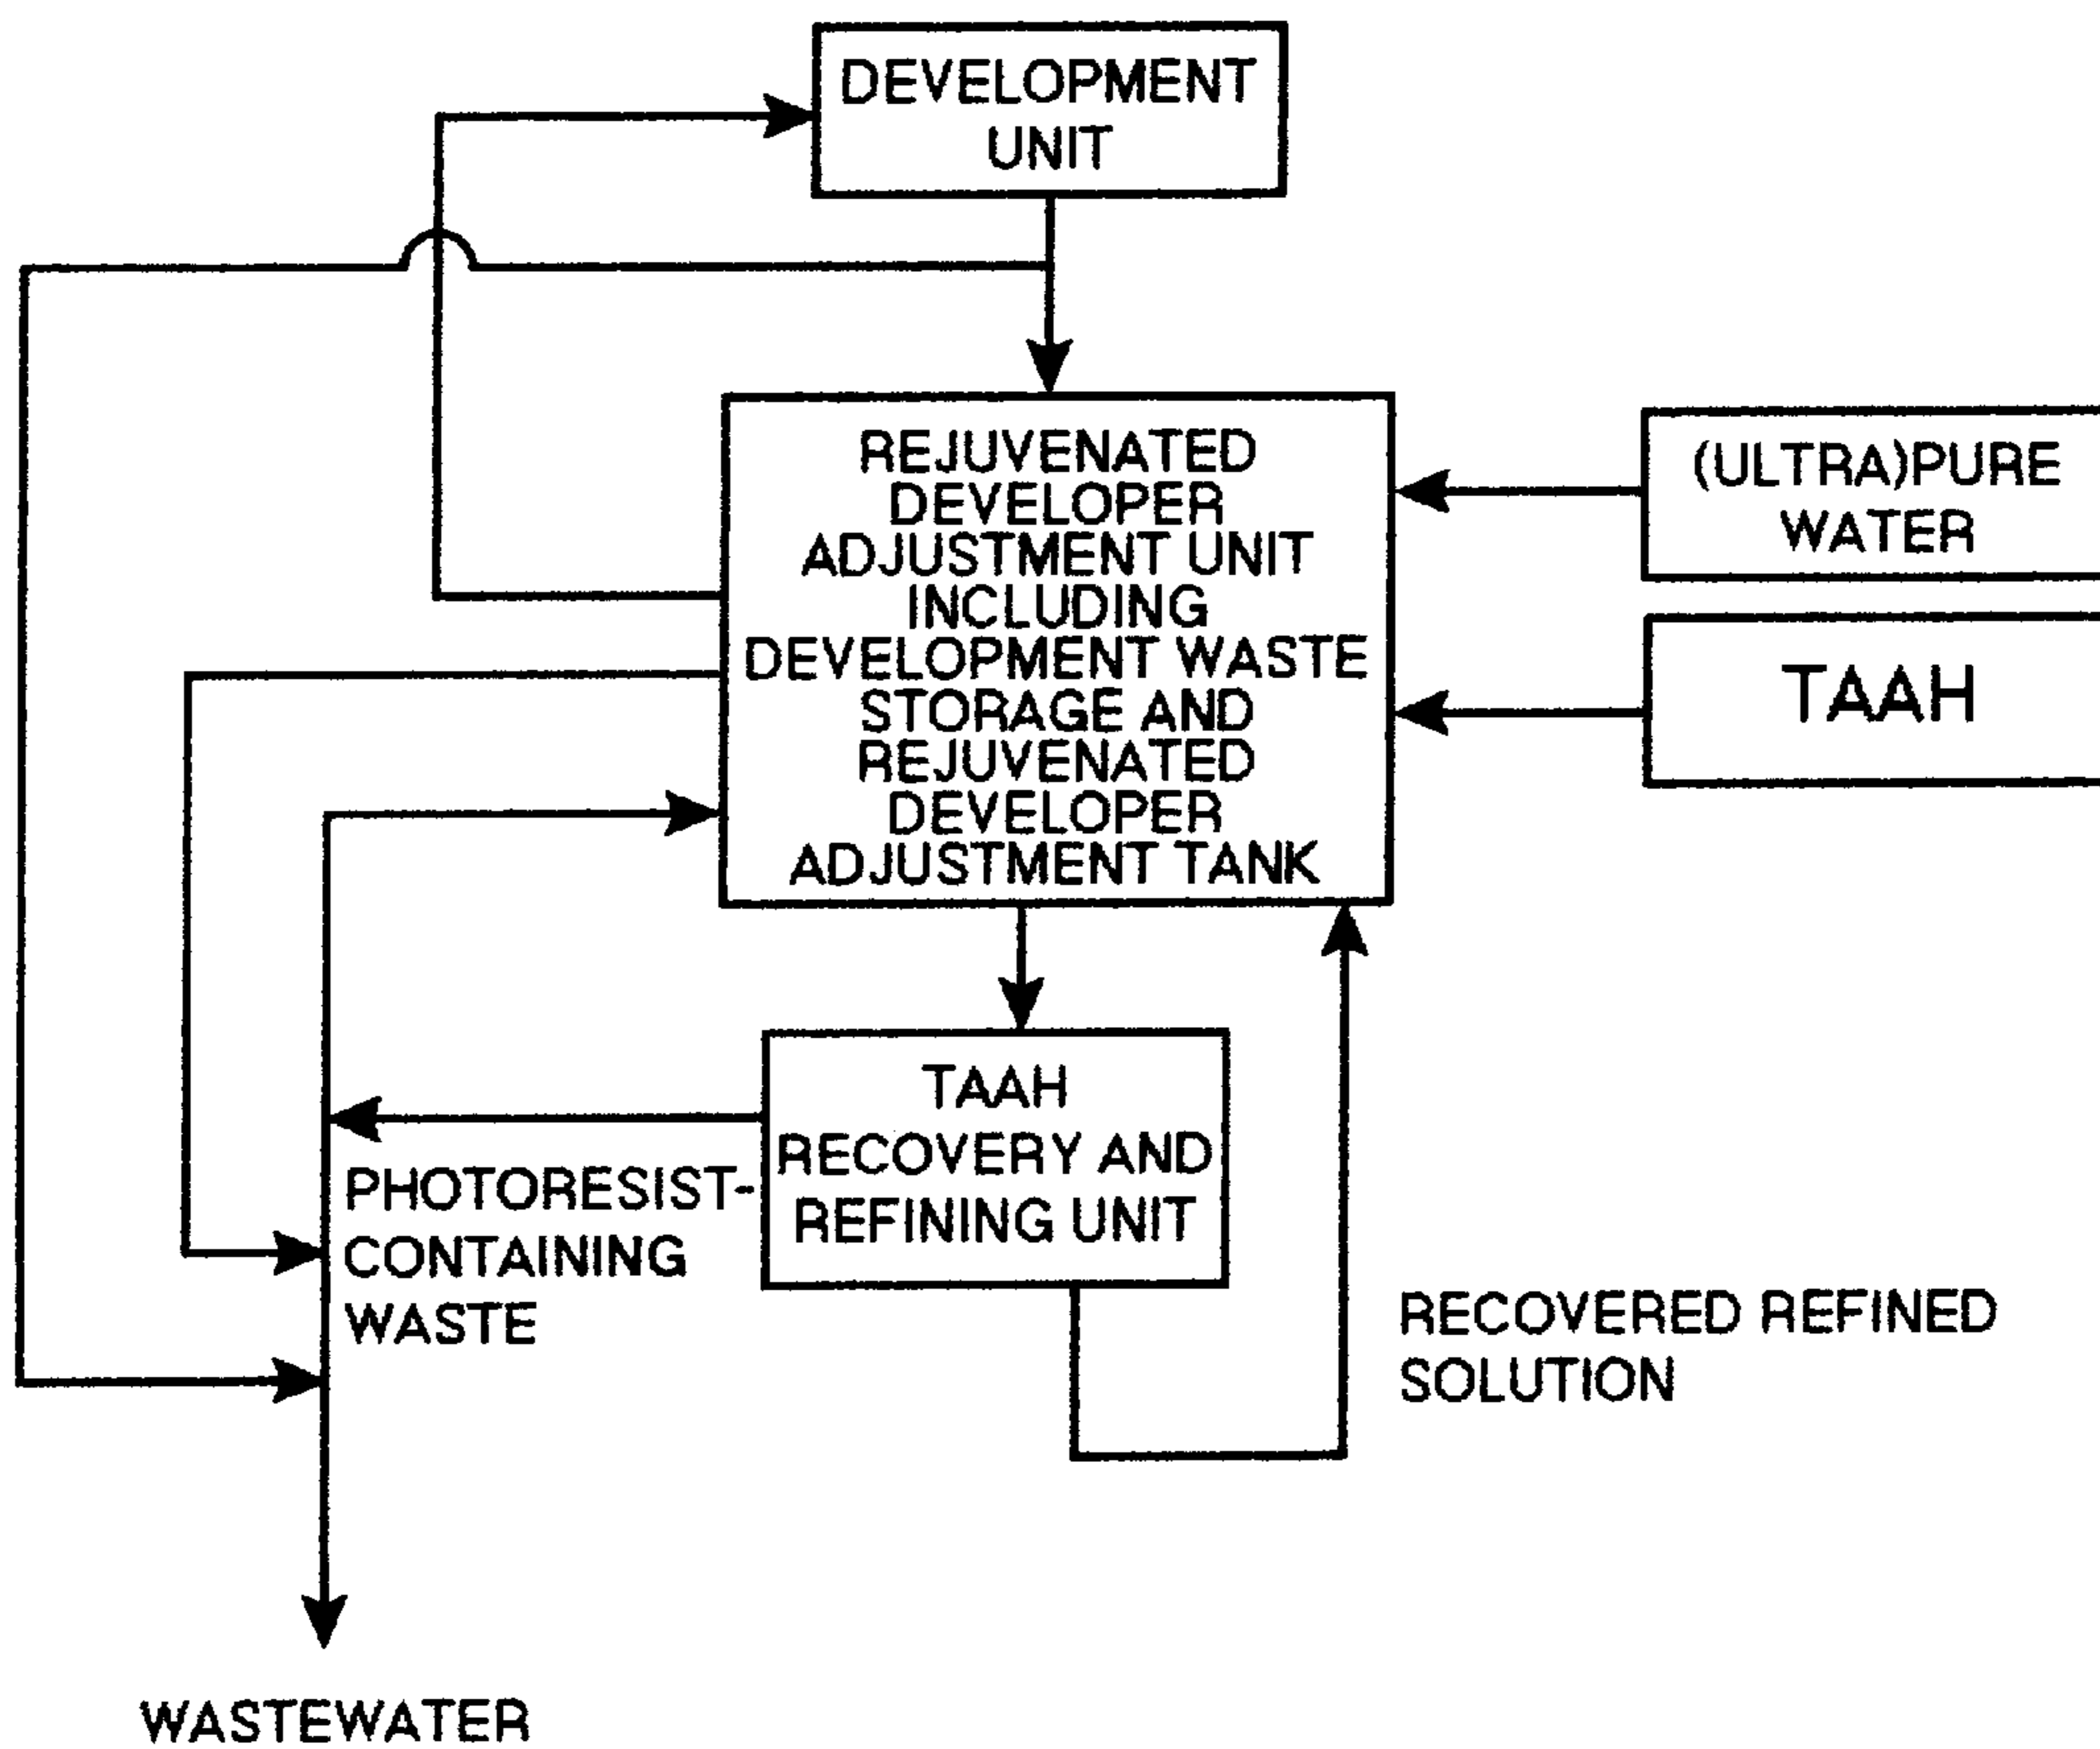 DEVELOPMENT
UNIT
REJUVENATED
DEVELOPER
ADJUSTMENT UNIT
INCLUDING
DEVELOPMENT WASTE
STORAGE AND
REJUVENATED
DEVELOPER
ADJUSTMENT TANK
(ULTRA)PURE
WATER
TAAH
TAAH
RECOVERY AND
REFINING UNIT
PHOTORESIST-
CONTAINING
WASTE
RECOVERED REFINED
SOLUTION
WASTEWATER